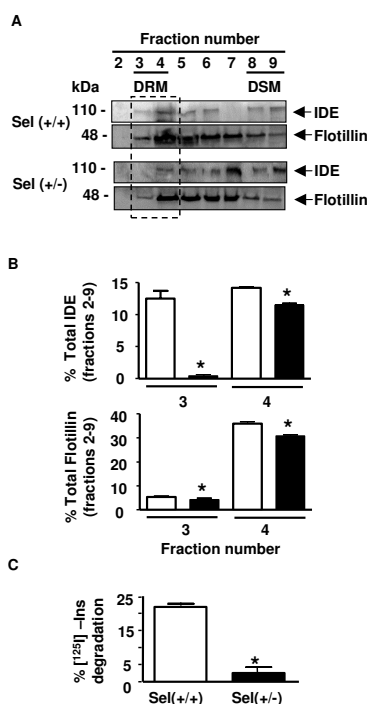 A
Fraction number
2 3 4 5 6 7 8 9
kDa DRM DSM
Sel (+/+)
110 - IDE
48 - Flotillin
Sel (+/-)
110 - IDE
48 - Flotillin
B
% Total IDE
(fractions 2-9)
15
10
5
0
* *
3 4
% Total Flotillin
(fractions 2-9)
40
30
20
10
0
* *
3 4
Fraction number
C
% [125I] –Ins
degradation
25
15
5
0
*
Sel(+/+) Sel(+/-)